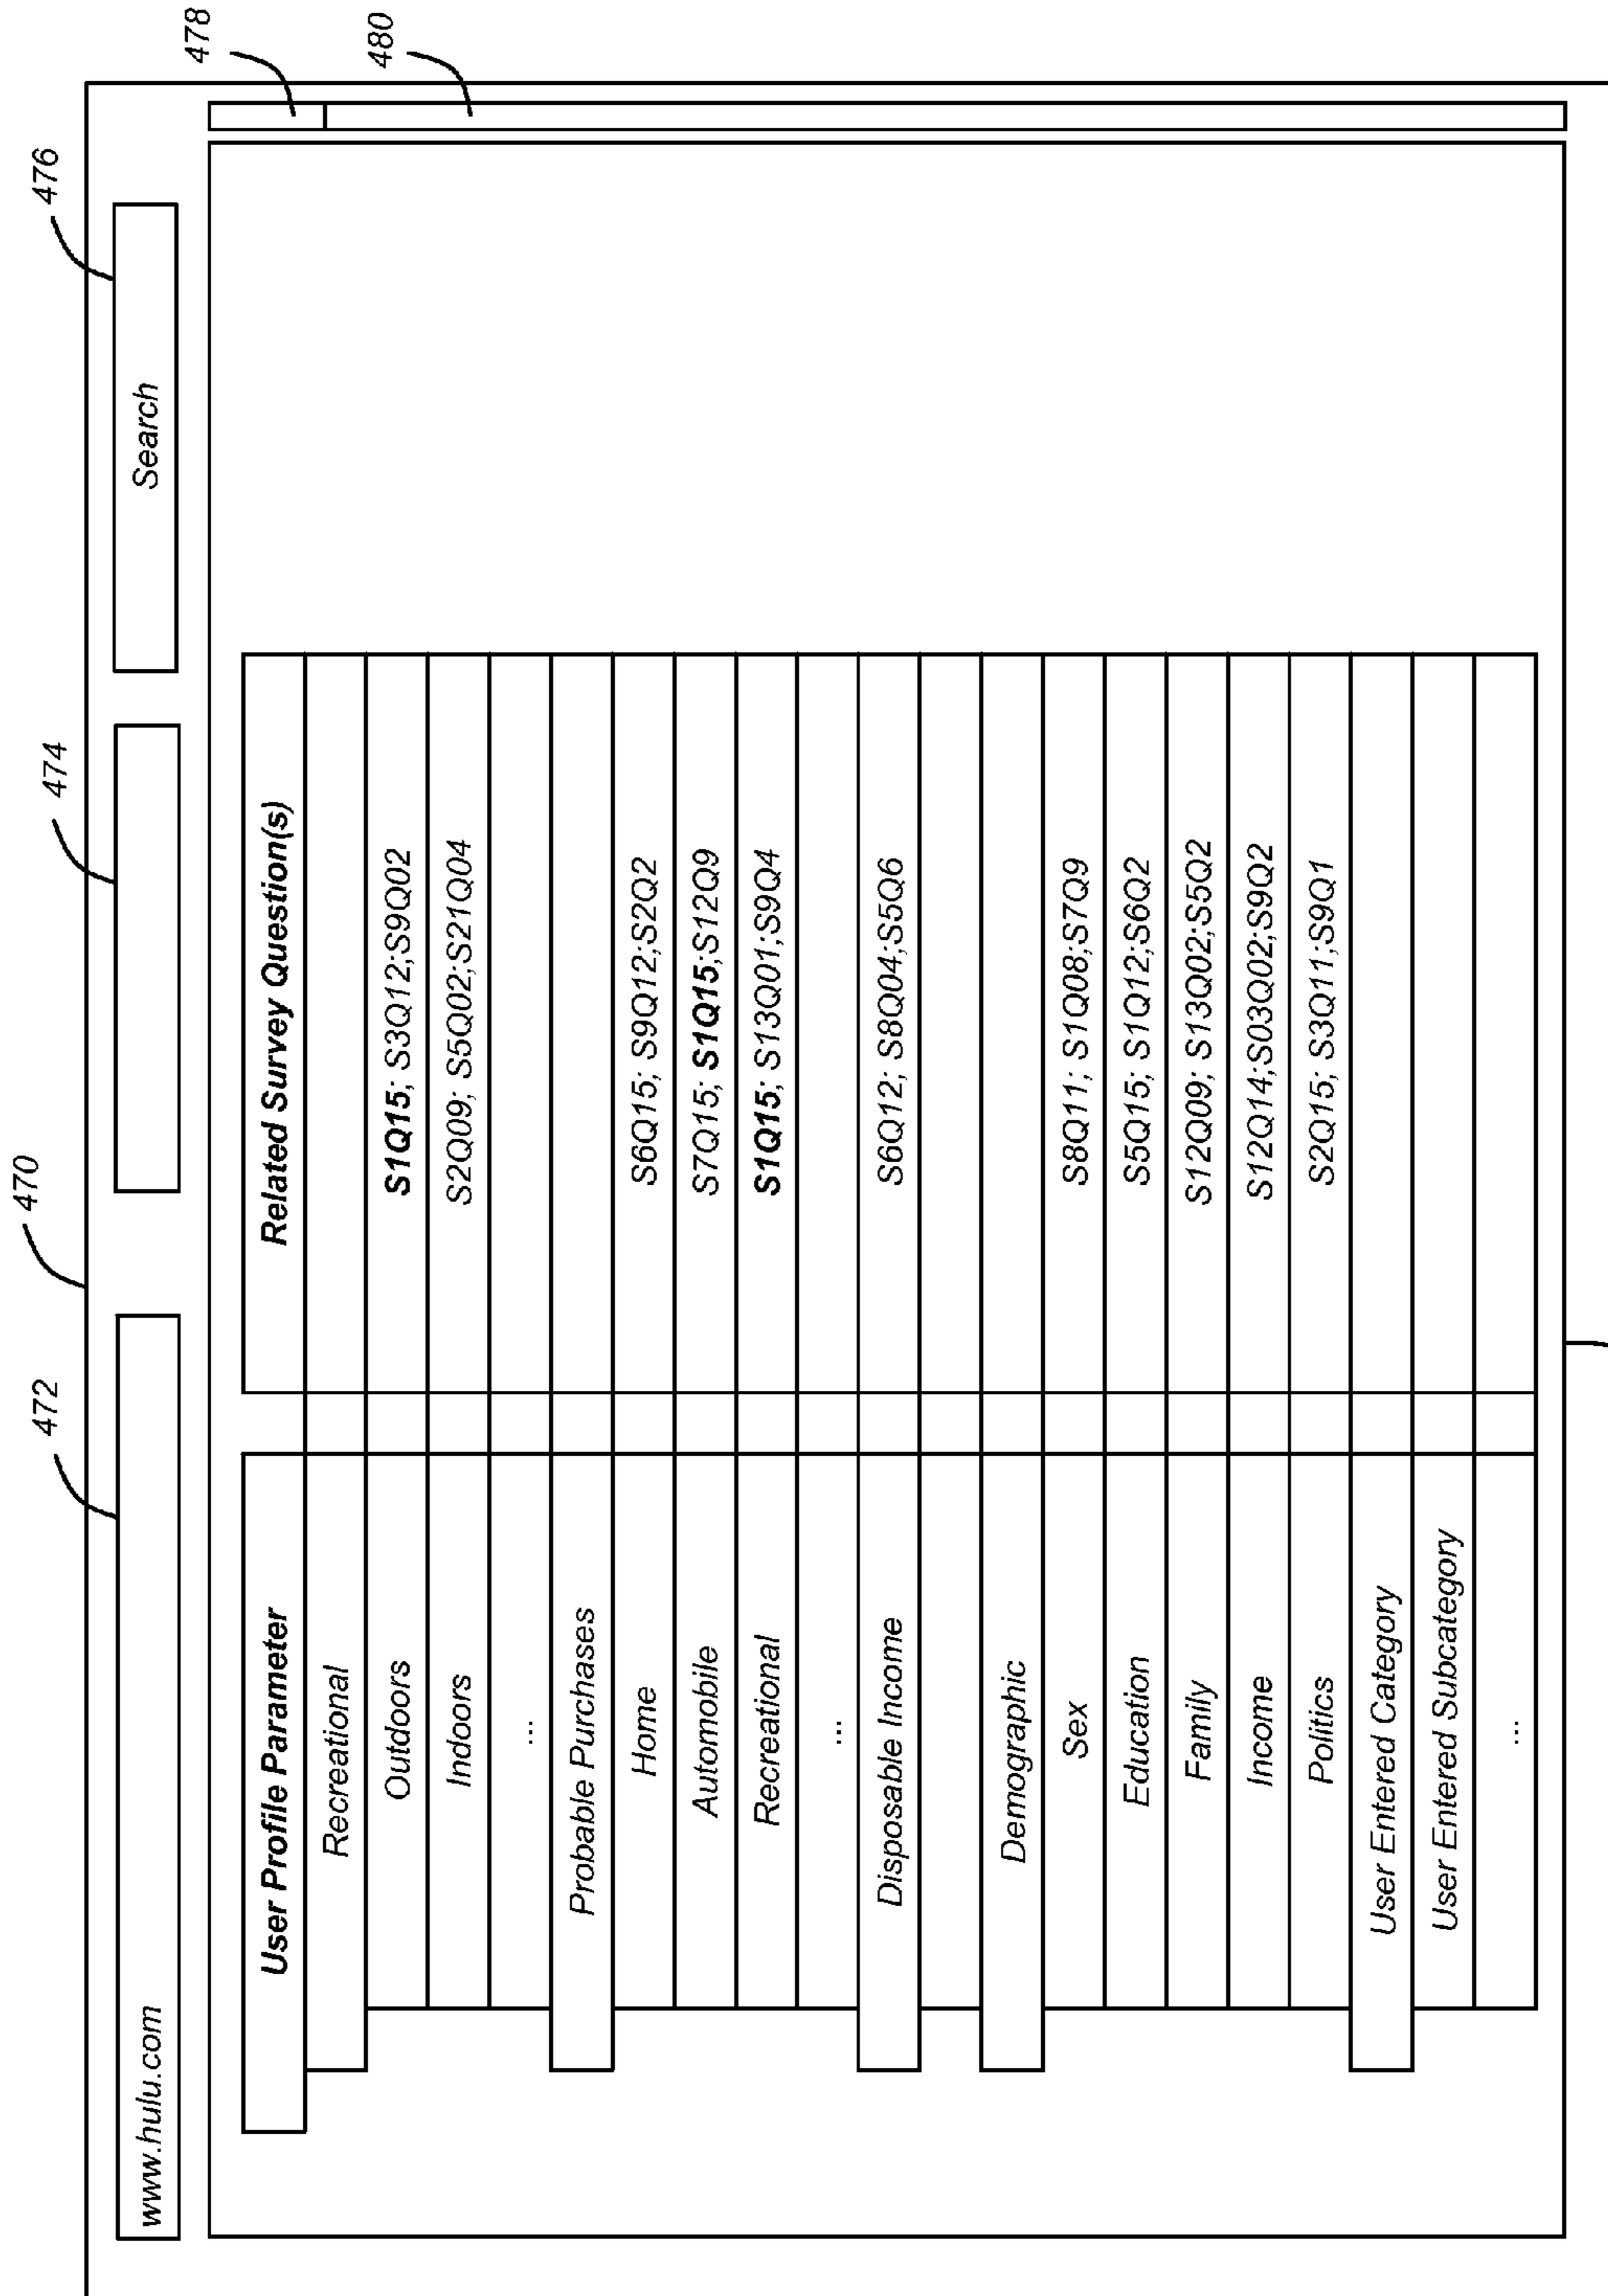 470
472
474
476
478
480
www.hulu.com
Search
User Profile Parameter Related Survey Question(s)
Recreational
Outdoors S1Q15; S3Q12;S9Q02
Indoors S2Q09; S5Q02;S21Q04
...
Probable Purchases
Home S6Q15; S9Q12;S2Q2
Automobile S7Q15; S1Q15;S12Q9
Recreational S1Q15; S13Q01;S9Q4
...
Disposable Income S6Q12; S8Q04;S5Q6
Demographic
Sex S8Q11; S1Q08;S7Q9
Education S5Q15; S1Q12;S6Q2
Family S12Q09; S13Q02;S5Q2
Income S12Q14;S03Q02;S9Q2
Politics S2Q15; S3Q11;S9Q1
User Entered Category
User Entered Subcategory
...